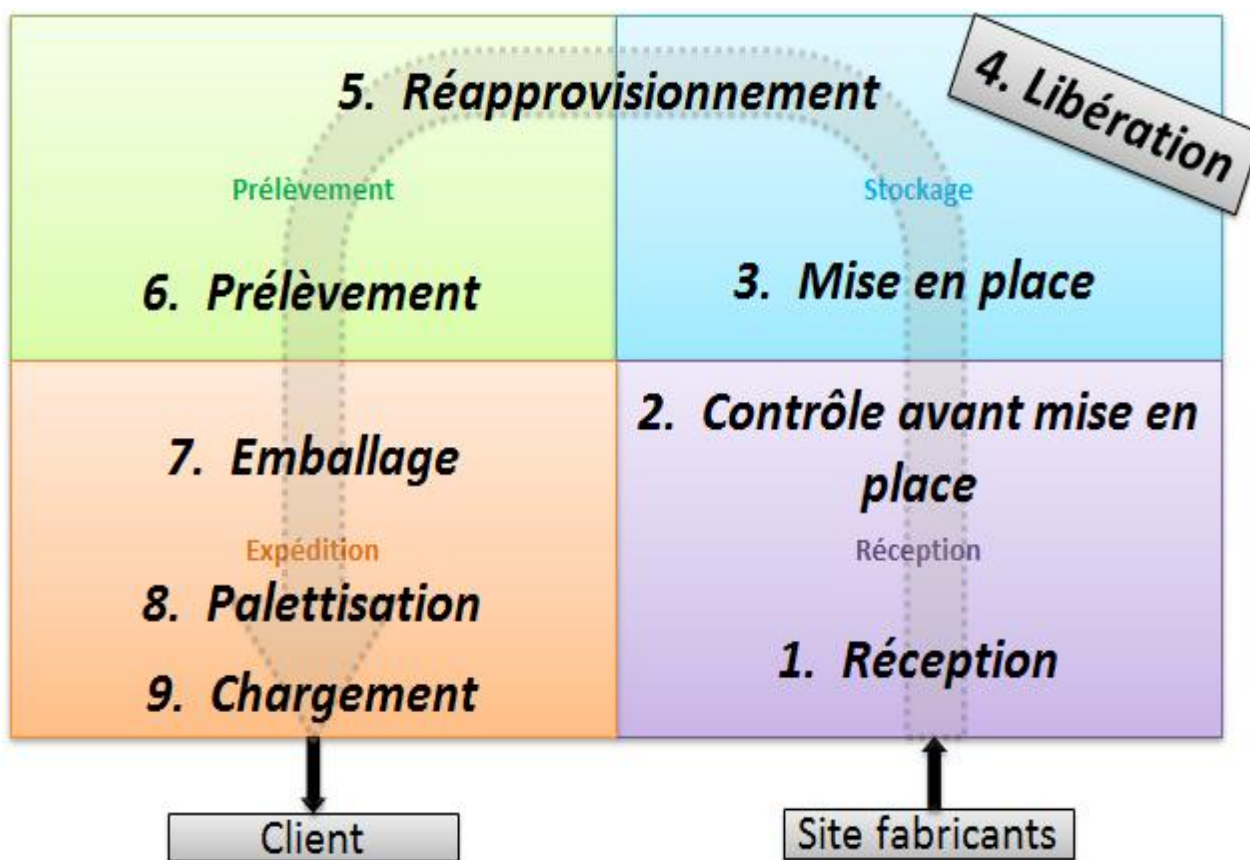 5. Réapprovisionnement
4. Libération
Prélèvement
Stockage
6. Prélèvement
3. Mise en place
2. Contrôle avant mise en
place
7. Emballage
Expédition
Réception
8. Palettisation
1. Réception
9. Chargement
Client
Site fabricants